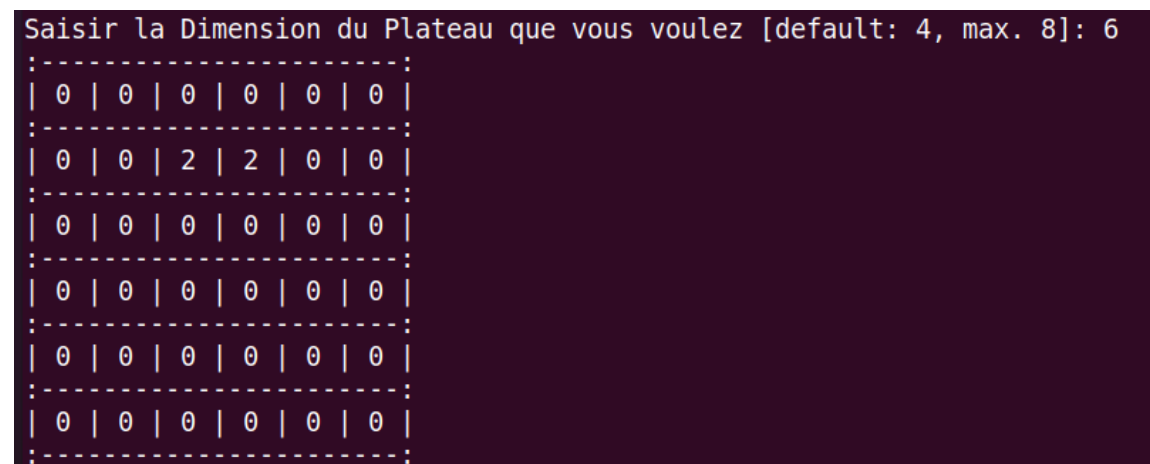 Saisir la Dimension du Plateau que vous voulez [default: 4, max. 8]: 6
:-----------------------:
| 0 | 0 | 0 | 0 | 0 | 0 |
:-----------------------:
| 0 | 0 | 2 | 2 | 0 | 0 |
:-----------------------:
| 0 | 0 | 0 | 0 | 0 | 0 |
:-----------------------:
| 0 | 0 | 0 | 0 | 0 | 0 |
:-----------------------:
| 0 | 0 | 0 | 0 | 0 | 0 |
:-----------------------:
| 0 | 0 | 0 | 0 | 0 | 0 |
:-----------------------: